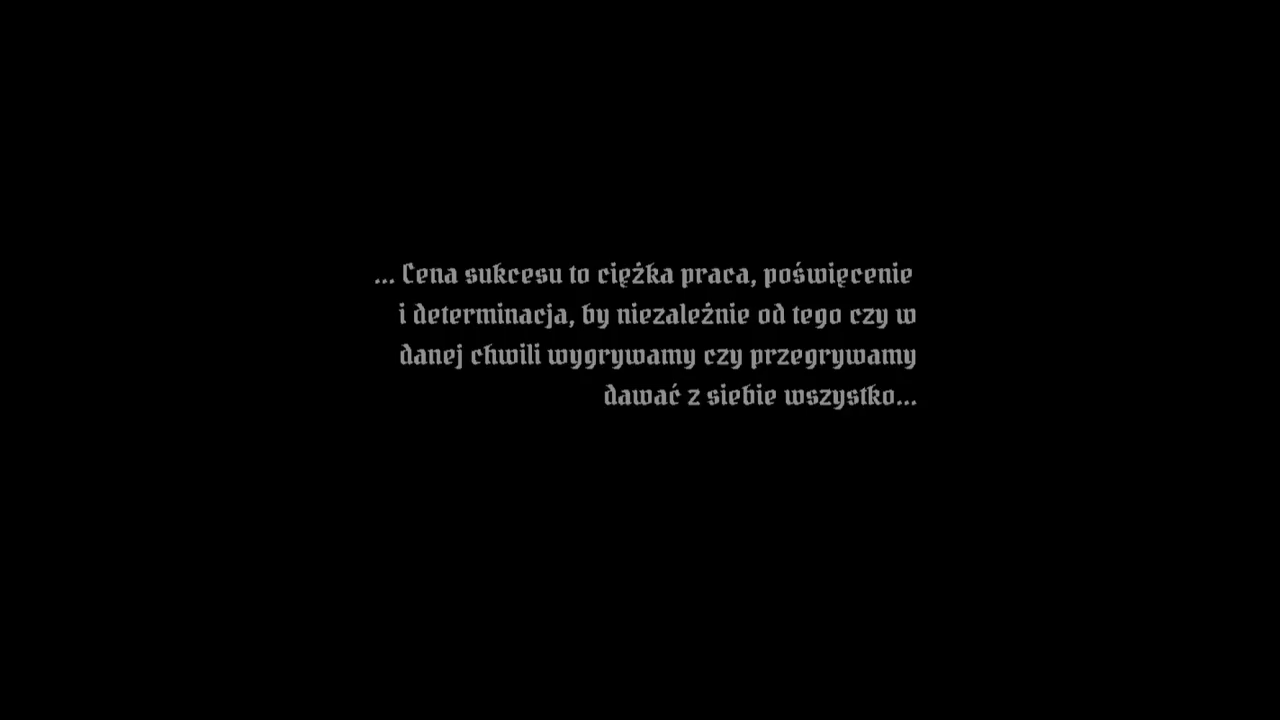 ... Cena sukcesu to ciężka praca, poświęcenie
i determinacja, by niezależnie od tego czy w
danej chwili wygrywamy czy przegrywamy
dawać z siebie wszystko...